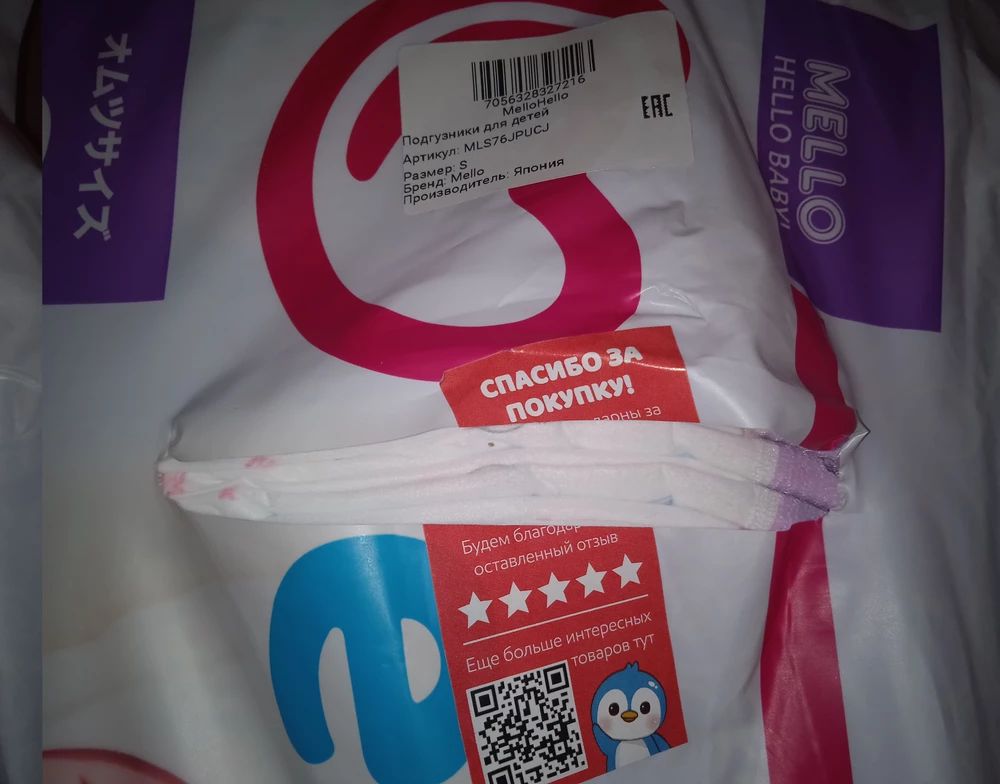 オムツサイズ
7056328327216
MelloHello
Подгузники для детей
Артикул: MLS76JPUCJ
Размер: S
Бренд: Mello
Производитель: Япония
EAC
MELLO
HELLO BABY!
СПАСИБО ЗА
ПОКУПКУ!
за
Будем
оставленный отзыв
Еще больше интересных
товаров тут